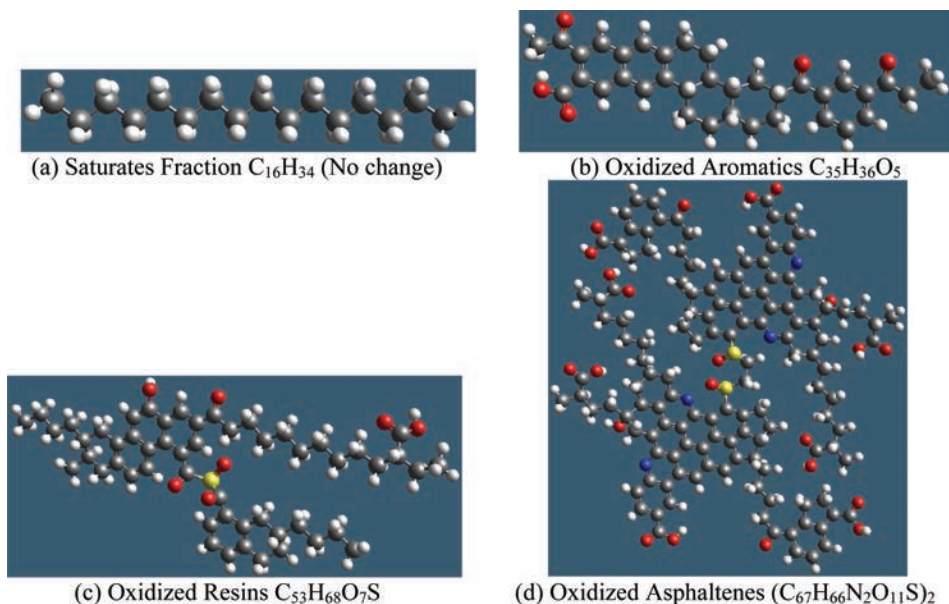 (a) Saturates Fraction C₁₆H₃₄ (No change)
(b) Oxidized Aromatics C₃₅H₃₆O₅
(c) Oxidized Resins C₅₃H₆₈O₇S
(d) Oxidized Asphaltenes (C₆₇H₆₆N₂O₁₁S)₂